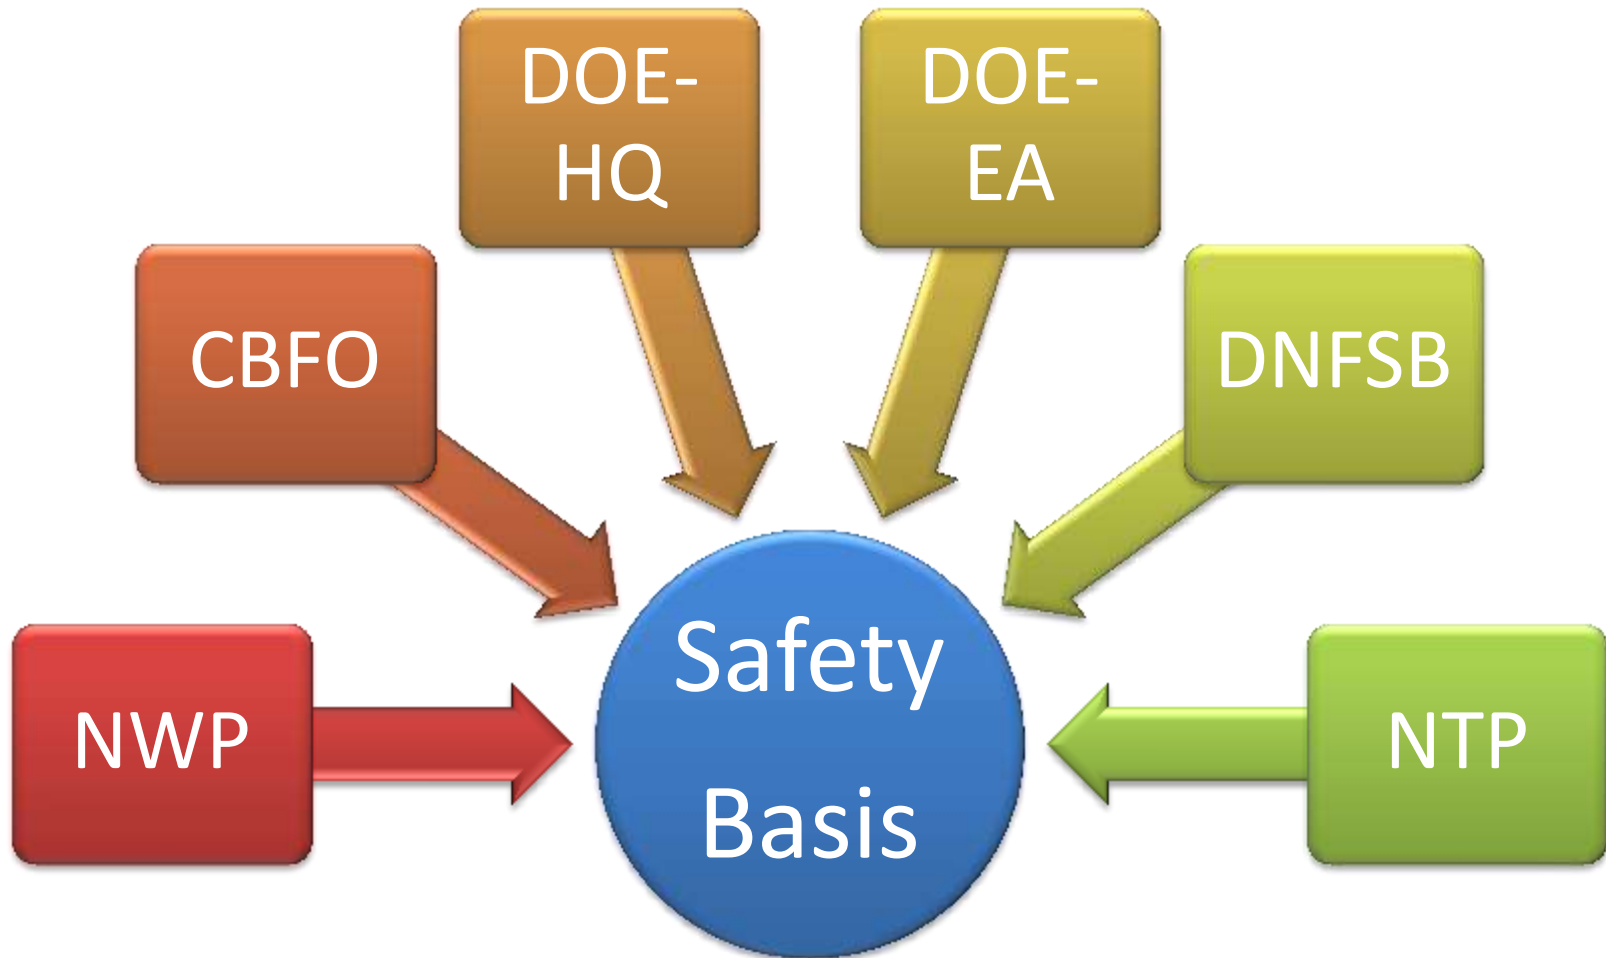 DOE-
HQ
DOE-
EA
CBFO
DNFSB
NWP
Safety
Basis
NTP